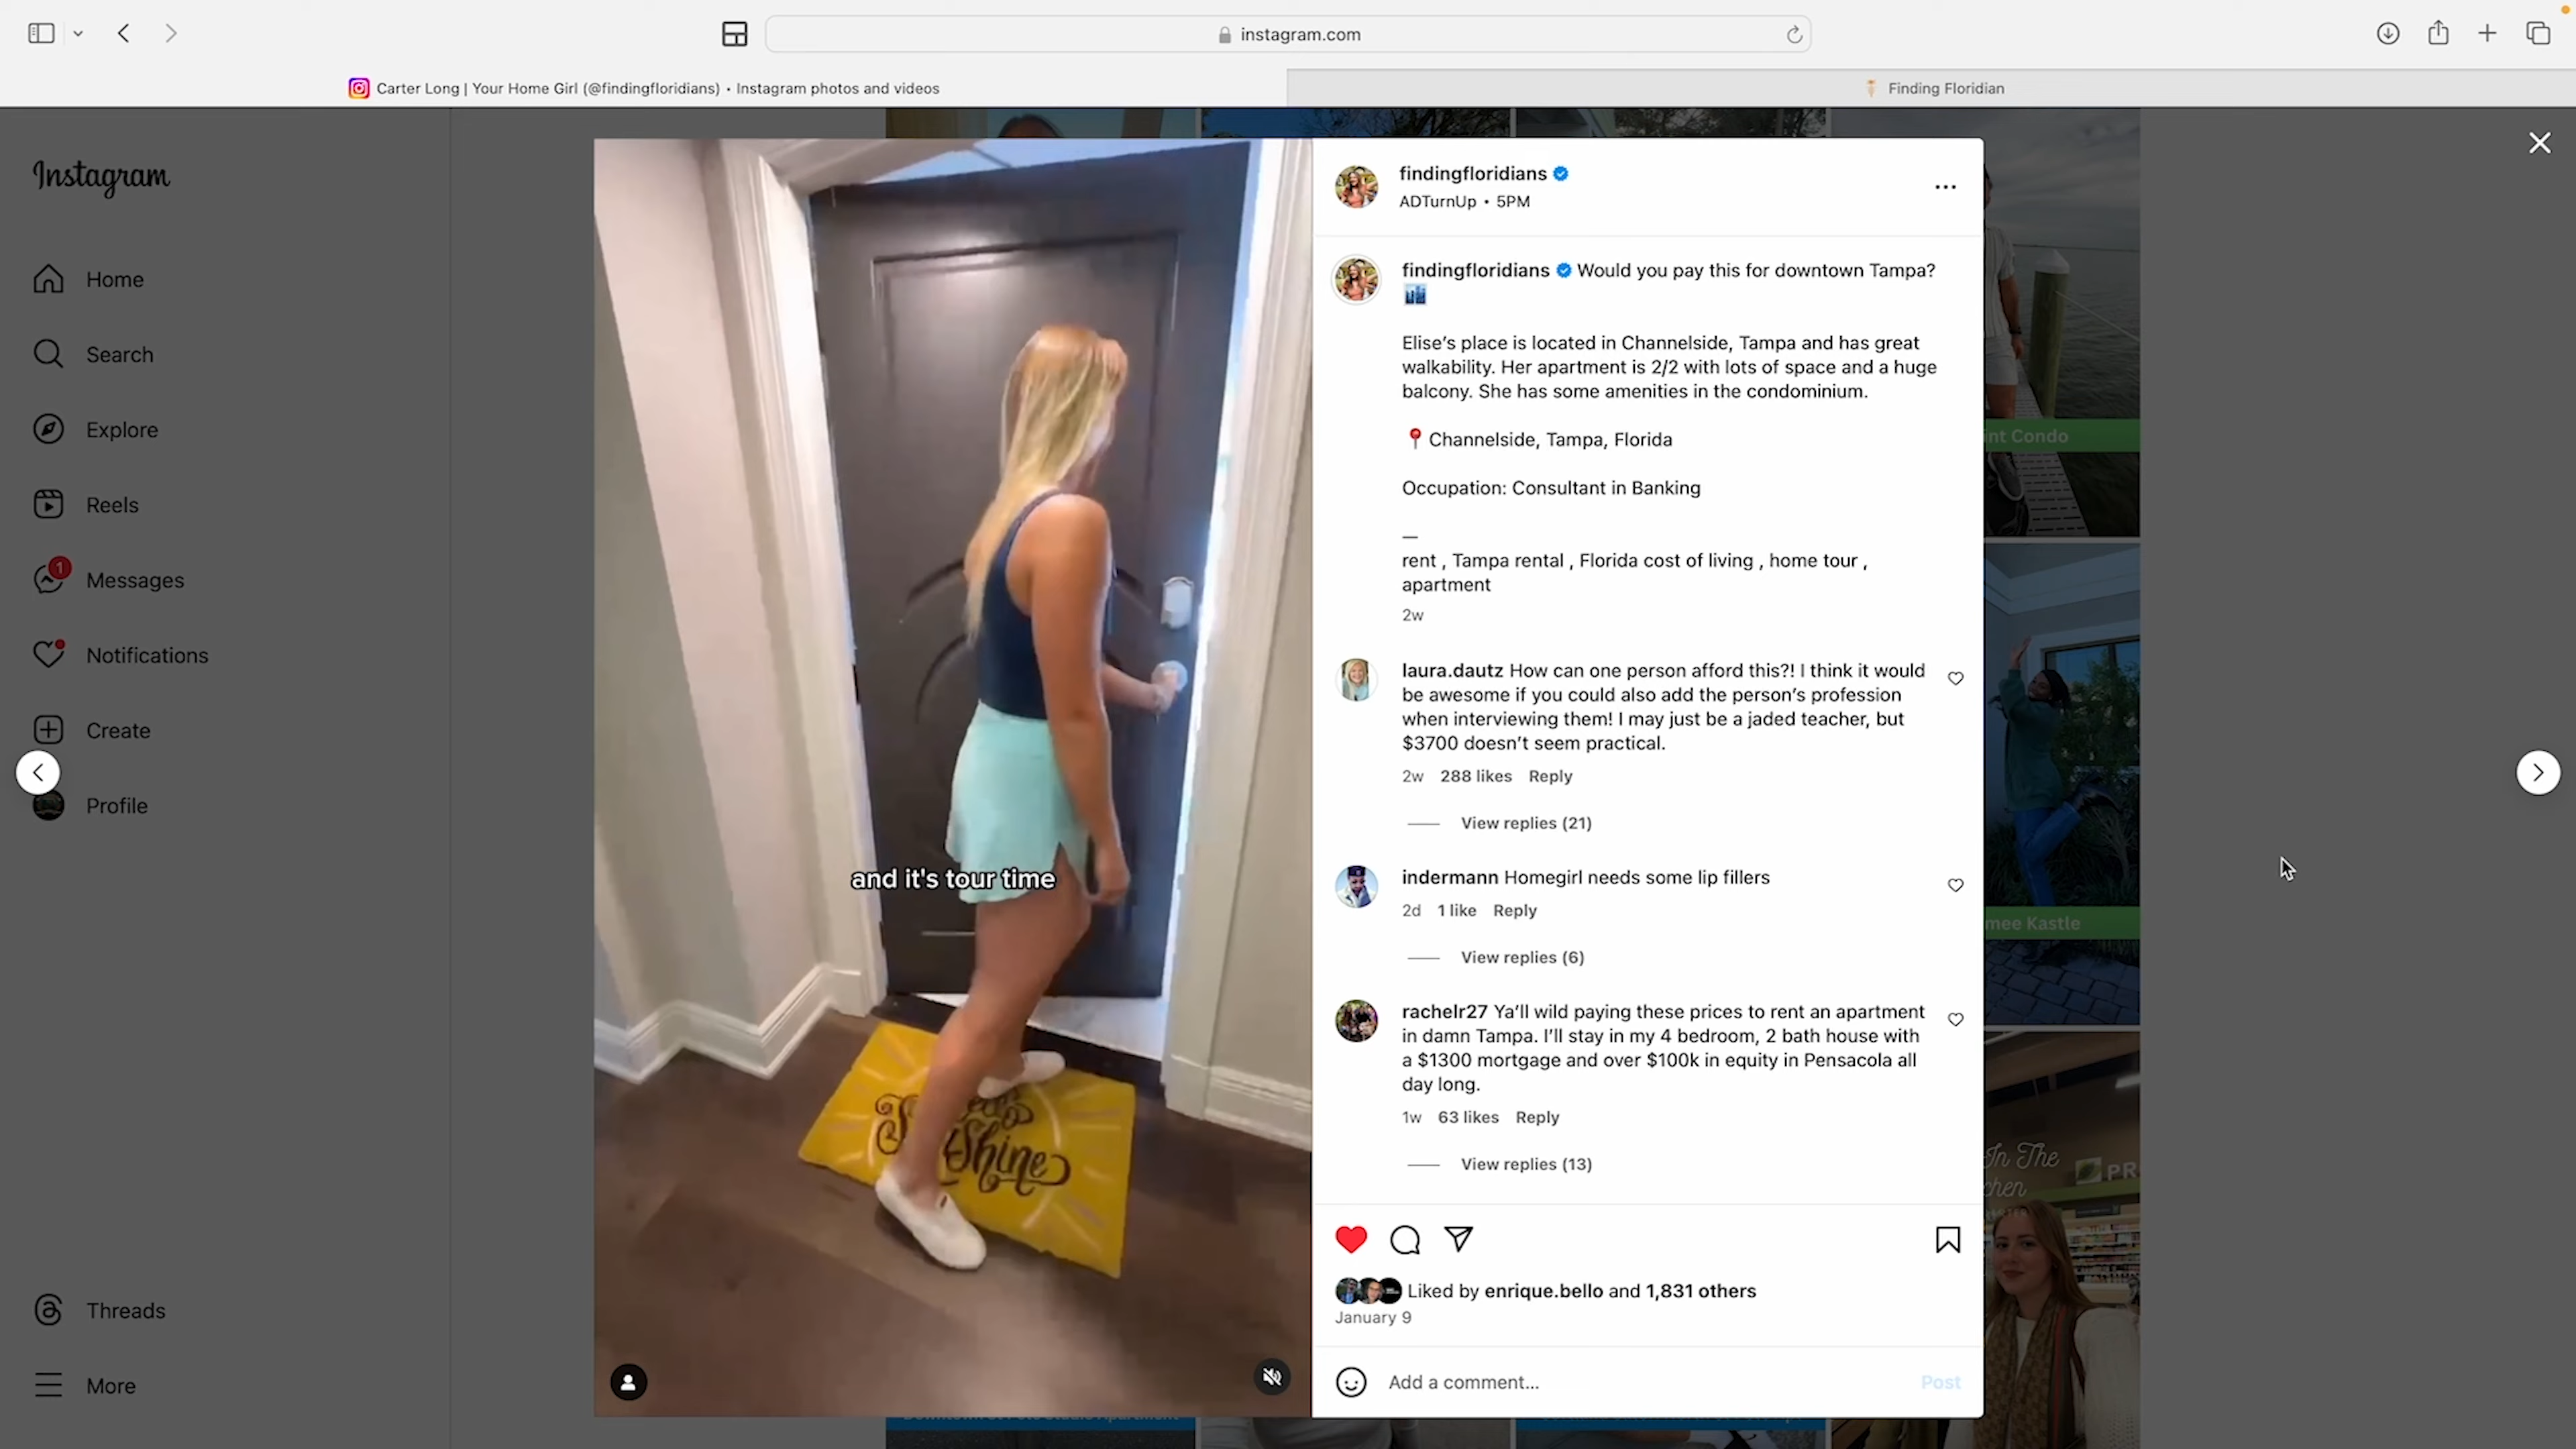 instagram.com
Carter Long | Your Home Girl (@findingfloridians) • Instagram photos and videos
Finding Floridian
Instagram
Home
Search
Explore
Reels
1
Messages
Notifications
Create
Profile
Threads
More
and it's tour time
Shine
findingfloridians
ADTurnUp • 5PM
findingfloridians Would you pay this for downtown Tampa?
Elise's place is located in Channelside, Tampa and has great
walkability. Her apartment is 2/2 with lots of space and a huge
balcony. She has some amenities in the condominium.
📍Channelside, Tampa, Florida
Occupation: Consultant in Banking
—
rent , Tampa rental , Florida cost of living , home tour ,
apartment
2w
laura.dautz How can one person afford this?! I think it would
be awesome if you could also add the person's profession
when interviewing them! I may just be a jaded teacher, but
$3700 doesn't seem practical.
2w 288 likes Reply
View replies (21)
indermann Homegirl needs some lip fillers
2d 1 like Reply
View replies (6)
rachelr27 Ya'll wild paying these prices to rent an apartment
in damn Tampa. I'll stay in my 4 bedroom, 2 bath house with
a $1300 mortgage and over $100k in equity in Pensacola all
day long.
1w 63 likes Reply
View replies (13)
Liked by enrique.bello and 1,831 others
January 9
Add a comment...
Post
nt Condo
mee Kastle
In The
chen
PR